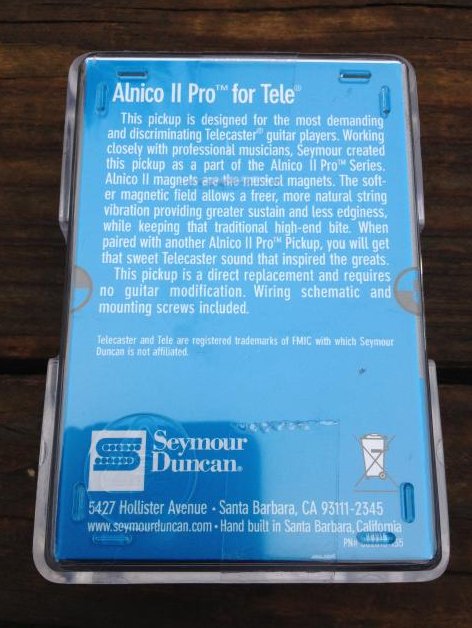 Alnico II Pro™ for Tele®
This pickup is designed for the most demanding
and discriminating Telecaster® guitar players. Working
closely with professional musicians, Seymour created
this pickup as a part of the Alnico II Pro™ Series.
Alnico II magnets are the musical magnets. The soft-
er magnetic field allows a freer, more natural string
vibration providing greater sustain and less edginess,
while keeping that traditional high-end bite. When
paired with another Alnico II Pro™ Pickup, you will get
that sweet Telecaster sound that inspired the greats.
This pickup is a direct replacement and requires
no guitar modification. Wiring schematic and
mounting screws included.
Telecaster and Tele are registered trademarks of FMIC with which Seymour
Duncan is not affiliated.
Seymour
Duncan®
5427 Hollister Avenue • Santa Barbara, CA 93111-2345
www.seymourduncan.com • Hand built in Santa Barbara, California
PN#